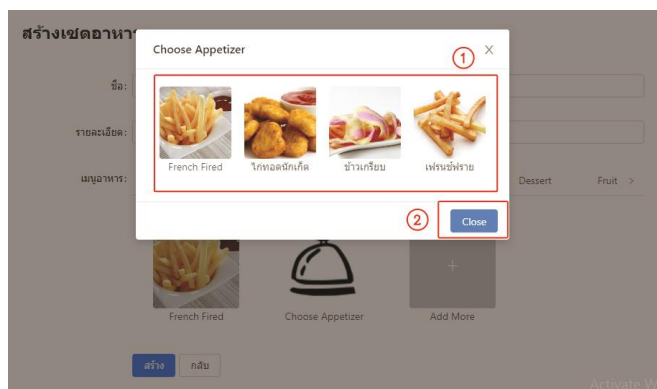 สร้างเซตอาหา
Choose Appetizer
1
ชื่อ:
รายละเอียด:
French Fired
ไก่ทอดนักเก็ต
ข้าวเกรียบ
เฟรนช์ฟราย
เมนูอาหาร:
Dessert
Fruit
2
Close
French Fired
Choose Appetizer
Add More
สร้าง
กลับ
Activate W